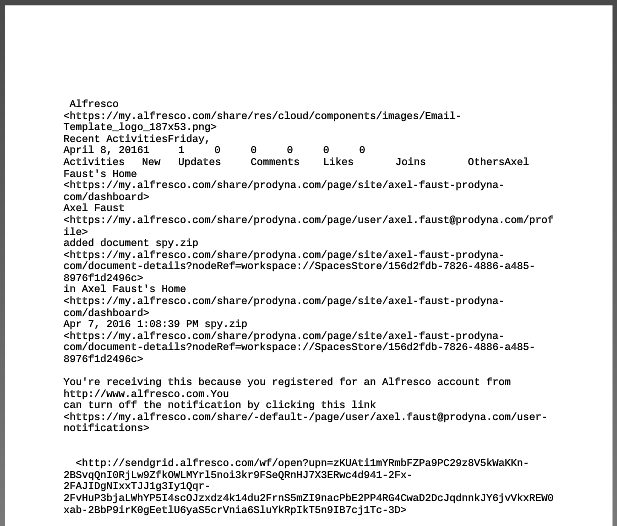 Alfresco
<https://my.alfresco.com/share/res/cloud/components/images/Email-
Template_logo_187x53.png>
Recent ActivitiesFriday,
April 8, 20161 1 0 0 0 0 0
Activities New Updates Comments Likes Joins OthersAxel
Faust's Home
<https://my.alfresco.com/share/prodyna.com/page/site/axel-faust-prodyna-
com/dashboard>
Axel Faust
<https://my.alfresco.com/share/prodyna.com/page/user/axel.faust@prodyna.com/prof
ile>
added document spy.zip
<https://my.alfresco.com/share/prodyna.com/page/site/axel-faust-prodyna-
com/document-details?nodeRef=workspace://SpacesStore/156d2fdb-7826-4886-a485-
8976f1d2496c>
in Axel Faust's Home
<https://my.alfresco.com/share/prodyna.com/page/site/axel-faust-prodyna-
com/dashboard>
Apr 7, 2016 1:08:39 PM spy.zip
<https://my.alfresco.com/share/prodyna.com/page/site/axel-faust-prodyna-
com/document-details?nodeRef=workspace://SpacesStore/156d2fdb-7826-4886-a485-
8976f1d2496c>
You're receiving this because you registered for an Alfresco account from
http://www.alfresco.com.You
can turn off the notification by clicking this link
<https://my.alfresco.com/share/-default-/page/user/axel.faust@prodyna.com/user-
notifications>
<http://sendgrid.alfresco.com/wf/open?upn=zKUAti1mYRmbFZPa9PC29z8V5kWaKKn-
2BSvqQnI0RjLw9ZfkOWLMYrl5noi3kr9FSeQRnHJ7X3ERwc4d941-2Fx-
2FAJIDgNIxxTJJ1g3Iy1Qqr-
2FvHuP3bjaLWhYP5I4scOJzxdz4k14du2FrnS5mZI9nacPbE2PP4RG4CwaD2DcJqdnnkJY6jvVkxREW0
xab-2BbP9irK0gEetlU6yaS5crVnia6SluYkRpIkT5n9IB7cj1Tc-3D>